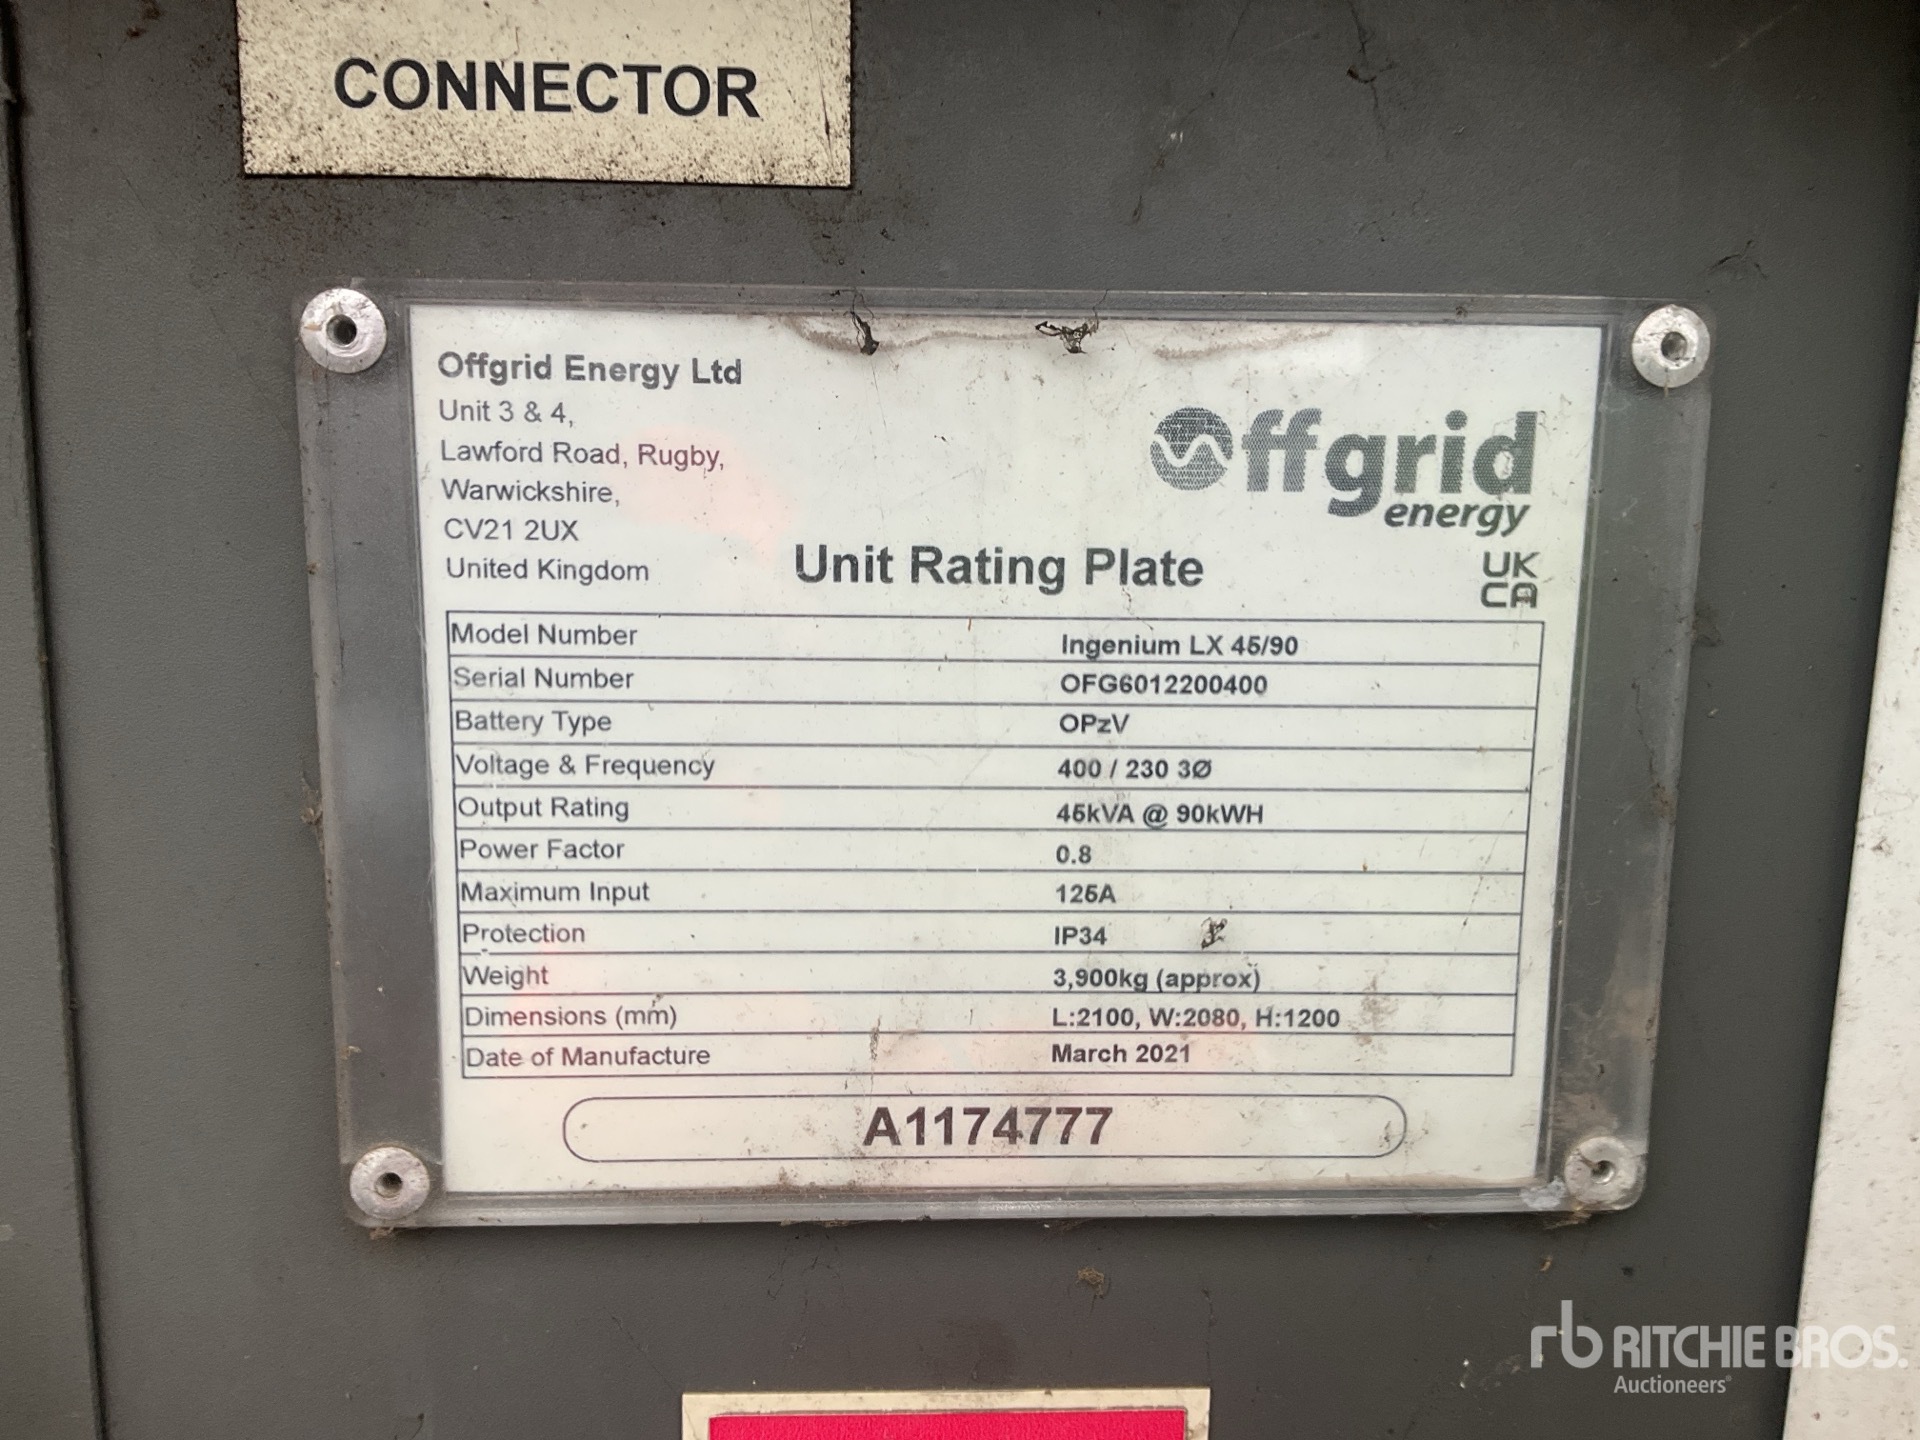 CONNECTOR
Offgrid Energy Ltd
Unit 3 & 4,
Lawford Road, Rugby,
Warwickshire,
CV21 2UX
United Kingdom
Offgrid
energy
UK
CA
Unit Rating Plate
Model Number Ingenium LX 45/90
Serial Number OFG6012200400
Battery Type OPzV
Voltage & Frequency 400 / 230 3Ø
Output Rating 45kVA @ 90kWH
Power Factor 0.8
Maximum Input 125A
Protection IP34
Weight 3,900kg (approx)
Dimensions (mm) L:2100, W:2080, H:1200
Date of Manufacture March 2021
A1174777
rb RITCHIE BROS.
Auctioneers